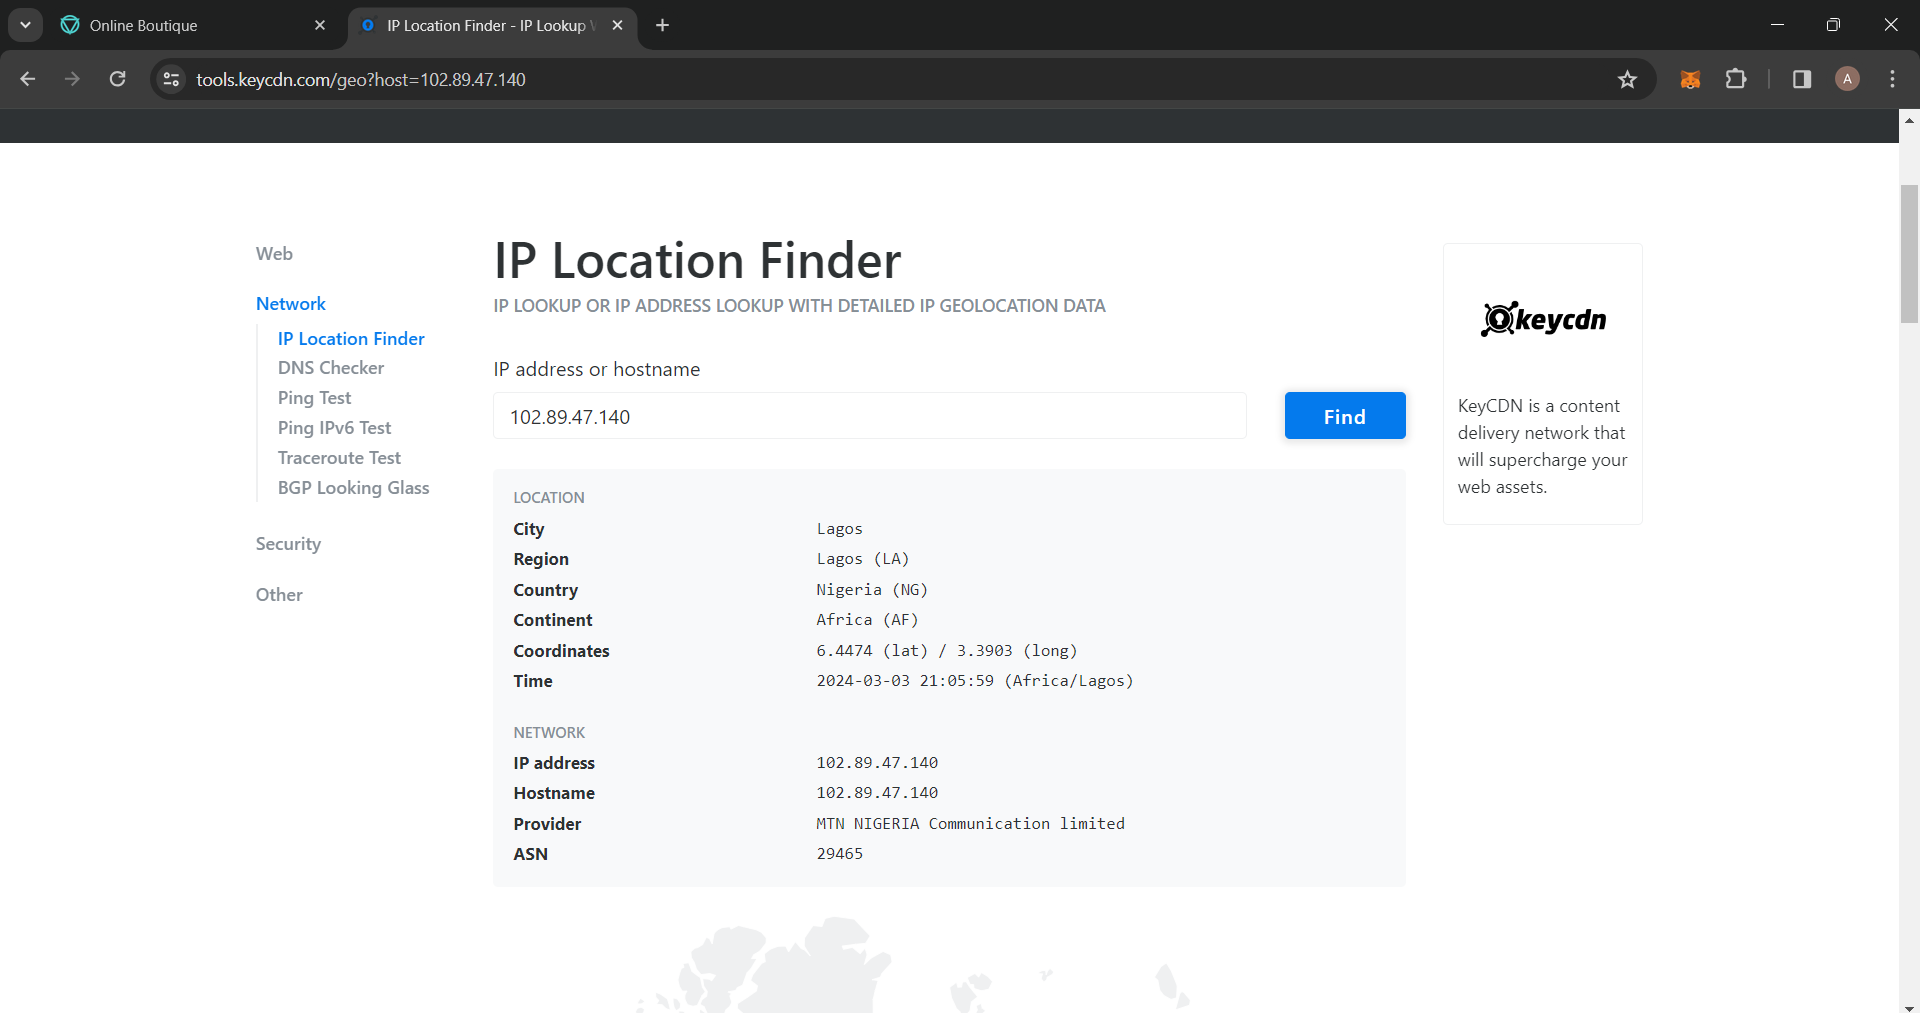 Online Boutique
IP Location Finder - IP Lookup
tools.keycdn.com/geo?host=102.89.47.140
A
Web
Network
IP Location Finder
DNS Checker
Ping Test
Ping IPv6 Test
Traceroute Test
BGP Looking Glass
Security
Other
IP Location Finder
IP LOOKUP OR IP ADDRESS LOOKUP WITH DETAILED IP GEOLOCATION DATA
IP address or hostname
102.89.47.140
Find
LOCATION
City Lagos
Region Lagos (LA)
Country Nigeria (NG)
Continent Africa (AF)
Coordinates 6.4474 (lat) / 3.3903 (long)
Time 2024-03-03 21:05:59 (Africa/Lagos)
NETWORK
IP address 102.89.47.140
Hostname 102.89.47.140
Provider MTN NIGERIA Communication limited
ASN 29465
keycdn
KeyCDN is a content
delivery network that
will supercharge your
web assets.